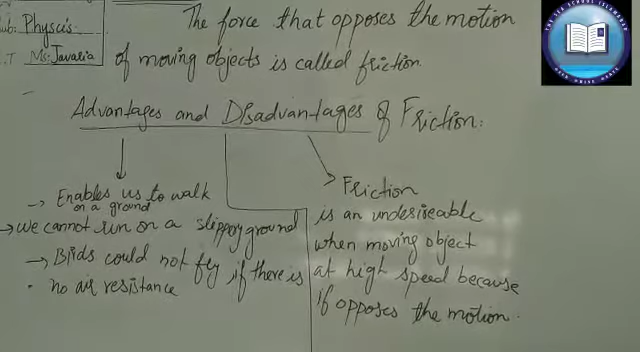 Sub: Physcis.
.T Ms: Javaria
The force that opposes the motion
of moving objects is called friction.
Advantages and Disadvantages of Friction:
→ Enables us to walk
on a ground
→ we cannot run on a slippery ground
→ Birds could not fly if there is
no air resistance
Friction
is an undesireable
when moving object
at high speed because
if opposes the motion.